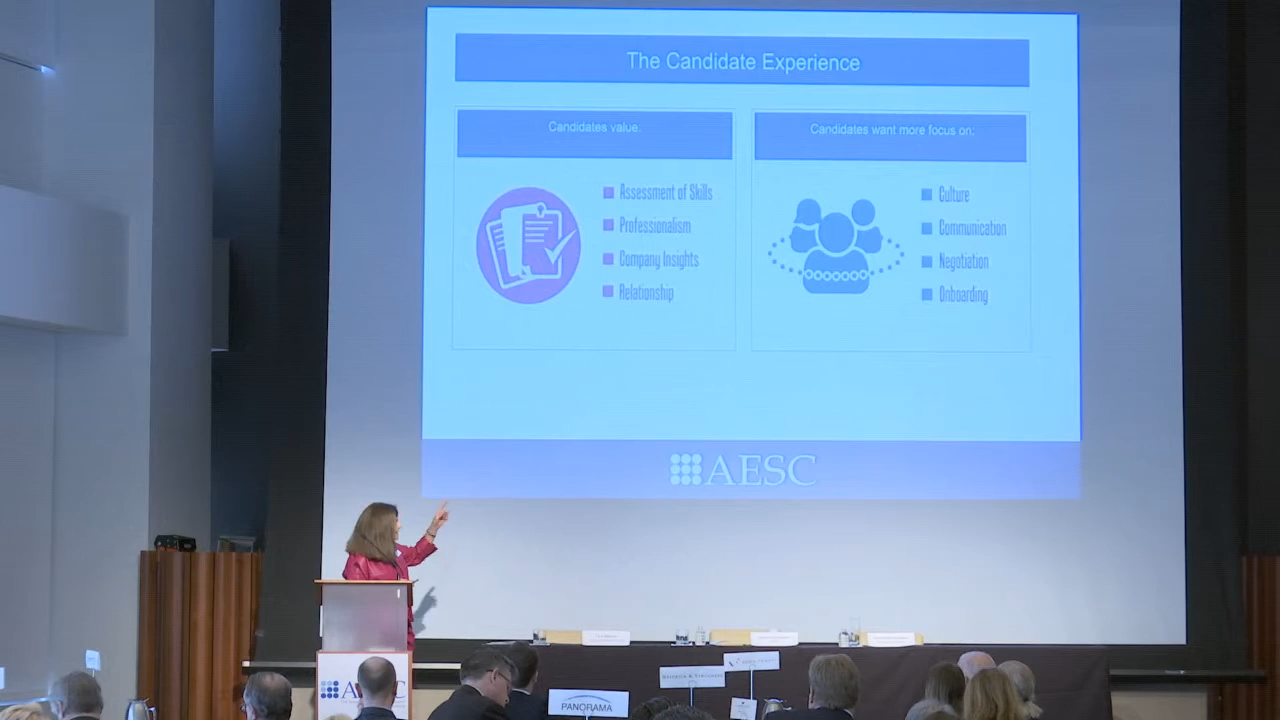 The Candidate Experience
Candidates value:
Assessment of Skills
Professionalism
Company Insights
Relationship
Candidates want more focus on:
Culture
Communication
Negotiation
Onboarding
AESC
PANORAMA